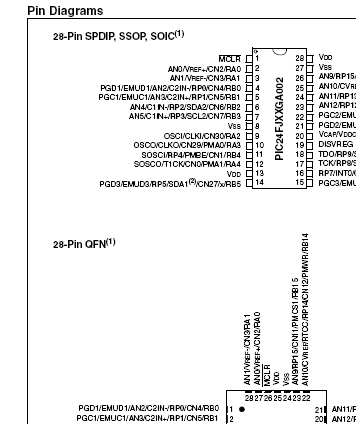 Pin Diagrams
28-Pin SPDIP, SSOP, SOIC(1)
MCLR 1 28 VDD
AN0/VREF+/CN2/RA0 2 27 VSS
AN1/VREF-/CN3/RA1 3 26 AN9/RP15/
PGD1/EMUD1/AN2/C2IN-/RP0/CN4/RB0 4 25 AN10/CVRE
PGC1/EMUC1/AN3/C2IN+/RP1/CN5/RB1 5 24 AN11/RP13
AN4/C1IN-/RP2/SDA2/CN6/RB2 6 23 AN12/RP12
AN5/C1IN+/RP3/SCL2/CN7/RB3 7 22 PGC2/EMU
VSS 8 21 PGD2/EMU
OSCI/CLKI/CN30/RA2 9 20 VCAP/VDDC
OSCO/CLKO/CN29/PMA0/RA3 10 19 DISVREG
SOSCI/RP4/PMBE/CN1/RB4 11 18 TDO/RP9/S
SOSCO/T1CK/CN0/PMA1/RA4 12 17 TCK/RP8/S
VDD 13 16 RP7/INT0/
PGD3/EMUD3/RP5/SDA1(2)/CN27/x/RB5 14 15 PGC3/EMU
PIC24FJXXGA002
28-Pin QFN(1)
AN1/VREF-/CN3/RA1
AN0/VREF+/CN2/RA0
MCLR
VDD
VSS
AN9/RP15/CN11/PMCS1/RB15
AN10/CVREF/RTCC/RP14/CN12/PMWR/RB14
28 27 26 25 24 23 22
PGD1/EMUD1/AN2/C2IN-/RP0/CN4/RB0 1 21 AN11/F
PGC1/EMUC1/AN3/C2IN+/RP1/CN5/RB1 2 20 AN12/F